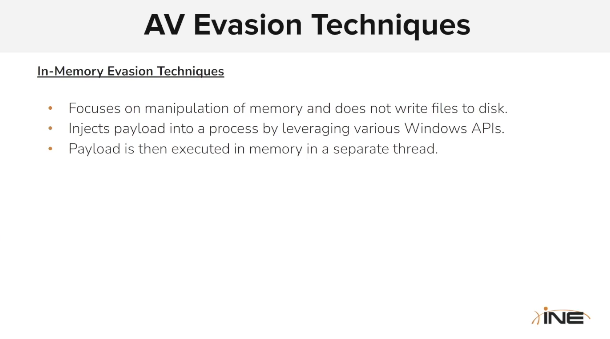 AV Evasion Techniques
In-Memory Evasion Techniques
• Focuses on manipulation of memory and does not write files to disk.
• Injects payload into a process by leveraging various Windows APIs.
• Payload is then executed in memory in a separate thread.
INE